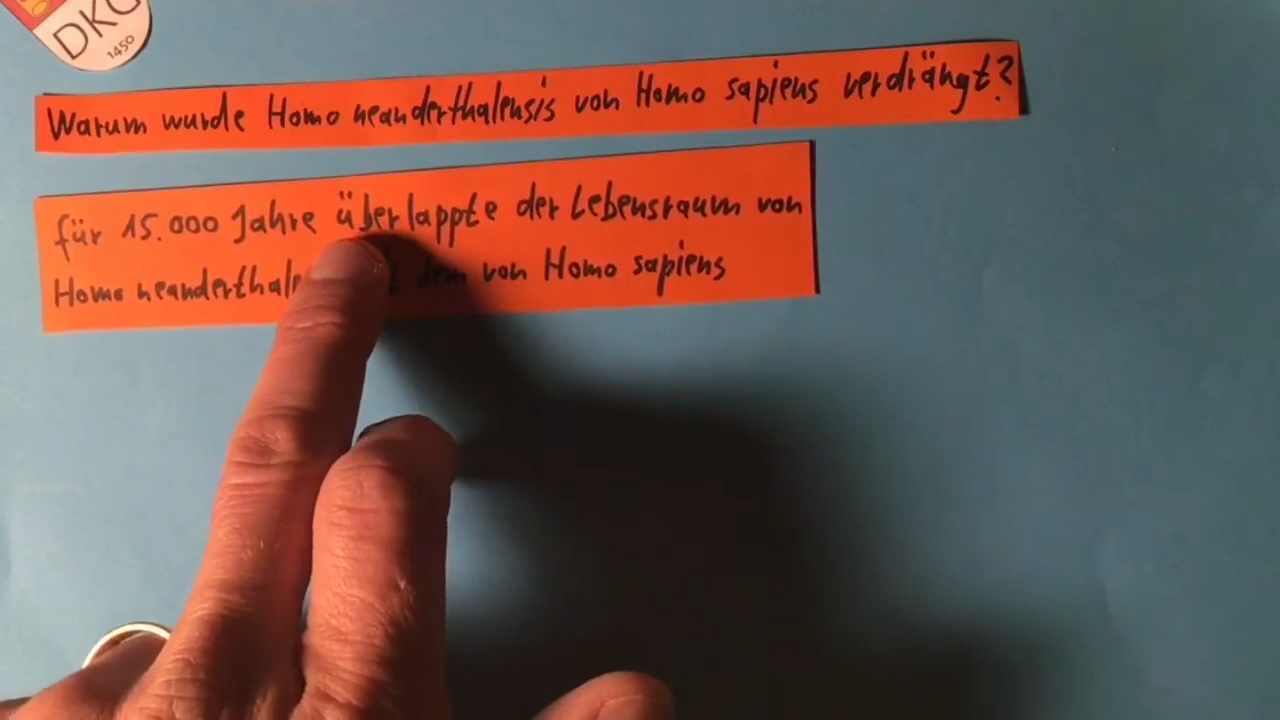 DKG
1450
Warum wurde Homo neanderthalensis von Homo sapiens verdrängt?
für 15.000 Jahre überlappte der Lebensraum von
Homo neanderthal dem von Homo sapiens